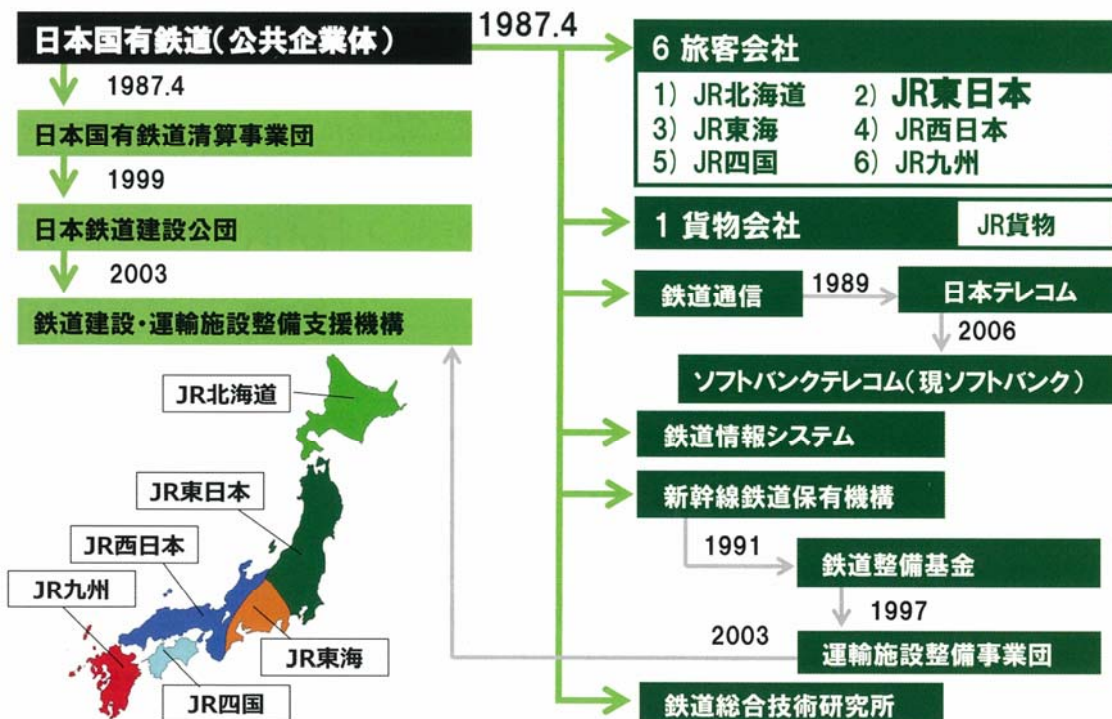 日本国有鉄道(公共企業体)
1987.4
日本国有鉄道清算事業団
1999
日本鉄道建設公団
2003
鉄道建設・運輸施設整備支援機構
1987.4
6 旅客会社
1) JR北海道 2) JR東日本
3) JR東海 4) JR西日本
5) JR四国 6) JR九州
1 貨物会社 JR貨物
鉄道通信 1989 日本テレコム
2006
ソフトバンクテレコム(現ソフトバンク)
鉄道情報システム
新幹線鉄道保有機構
1991
鉄道整備基金
1997
2003
運輸施設整備事業団
鉄道総合技術研究所
JR北海道
JR東日本
JR西日本
JR九州
JR東海
JR四国